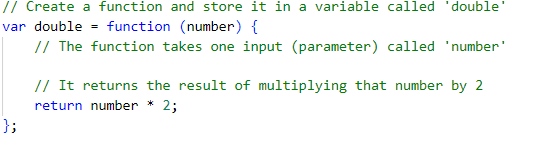 // Create a function and store it in a variable called 'double'
var double = function (number) {
    // The function takes one input (parameter) called 'number'

    // It returns the result of multiplying that number by 2
    return number * 2;
};